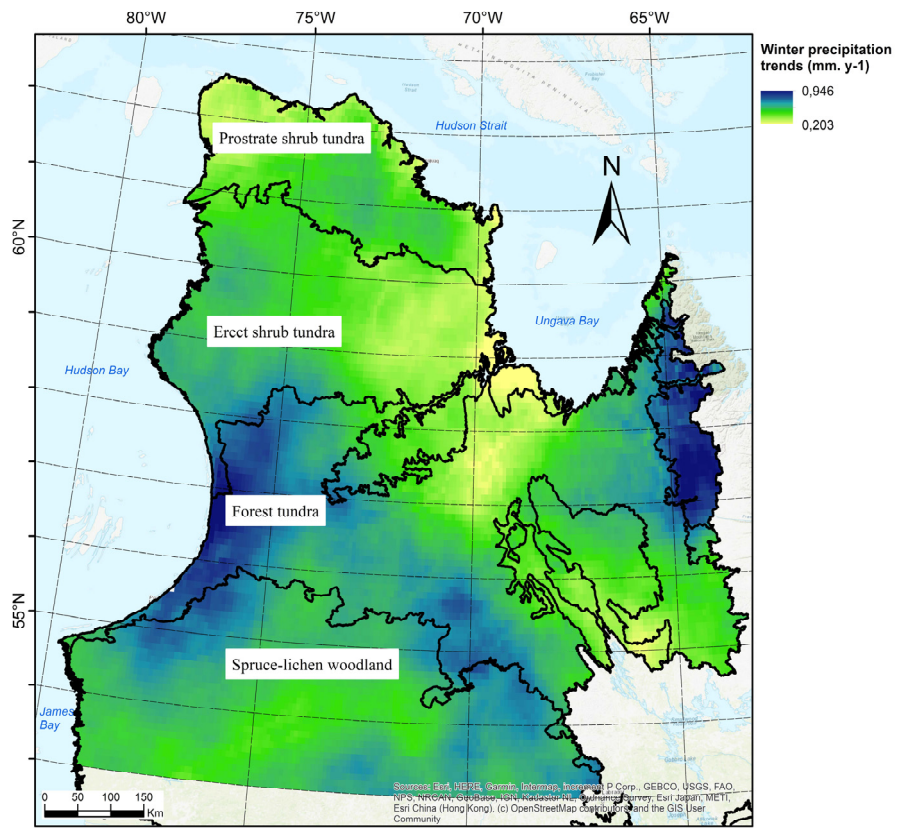 80°W 75°W 70°W 65°W
Winter precipitation
trends (mm. y-1)
0,946
0,203
Hudson Strait
Prostrate shrub tundra
N
60°N
Ungava Bay
Erect shrub tundra
Hudson Bay
Forest tundra
55°N
Spruce-lichen woodland
James
Bay
0 50 100 150
Km
Sources: Esri, HERE, Garmin, Intermap, increment P Corp., GEBCO, USGS, FAO,
NPS, NRCAN, GeoBase, IGN, Kadaster NL, Ordnance Survey, Esri Japan, METI,
Esri China (Hong Kong), (c) OpenStreetMap contributors, and the GIS User
Community